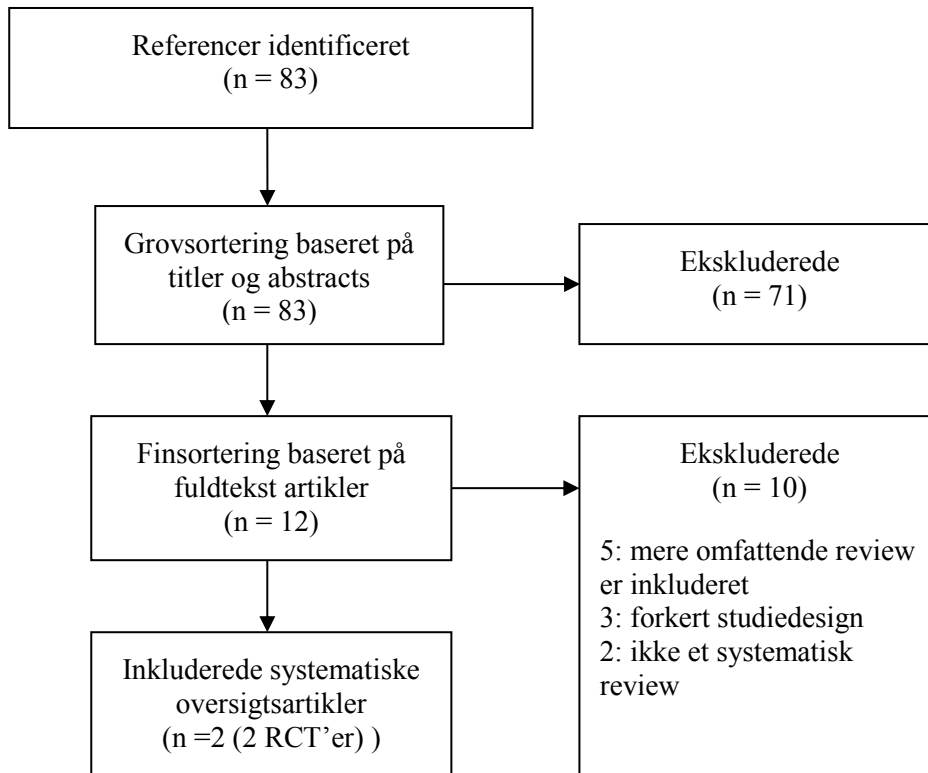 Referencer identificeret
(n = 83)
Grovsortering baseret på
titler og abstracts
(n = 83)
Ekskluderede
(n = 71)
Finsortering baseret på
fuldtekst artikler
(n = 12)
Ekskluderede
(n = 10)
5: mere omfattende review
er inkluderet
3: forkert studiedesign
2: ikke et systematisk
review
Inkluderede systematiske
oversigtsartikler
(n =2 (2 RCT’er) )